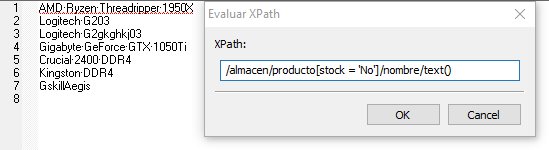 1 AMD Ryzen Threadripper 1950X
2 Logitech G203
3 Logitech G2gkghkj03
4 Gigabyte GeForce GTX 1050Ti
5 Crucial 2400 DDR4
6 Kingston DDR4
7 GskillAegis
8
Evaluar XPath
XPath:
/almacen/producto[stock = 'No']/nombre/text()
OK Cancel